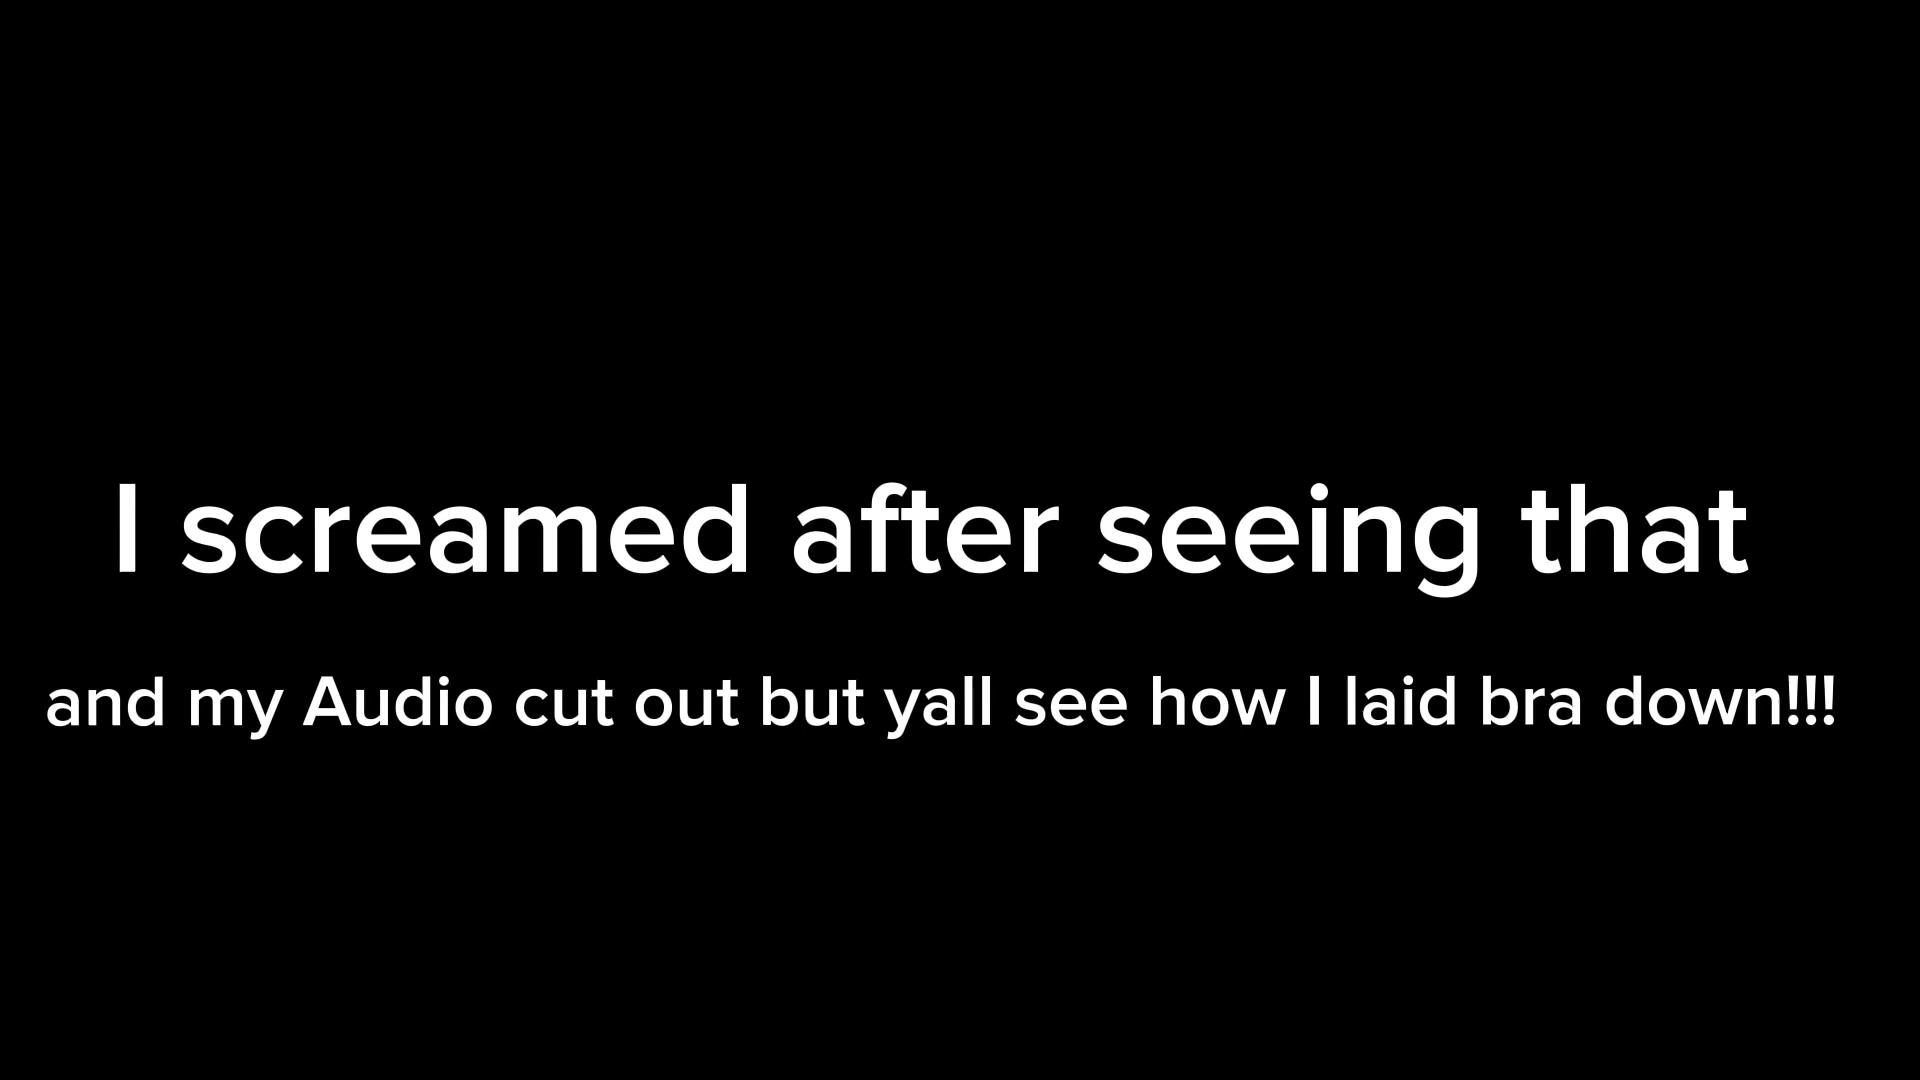 I screamed after seeing that
and my Audio cut out but yall see how I laid bra down!!!